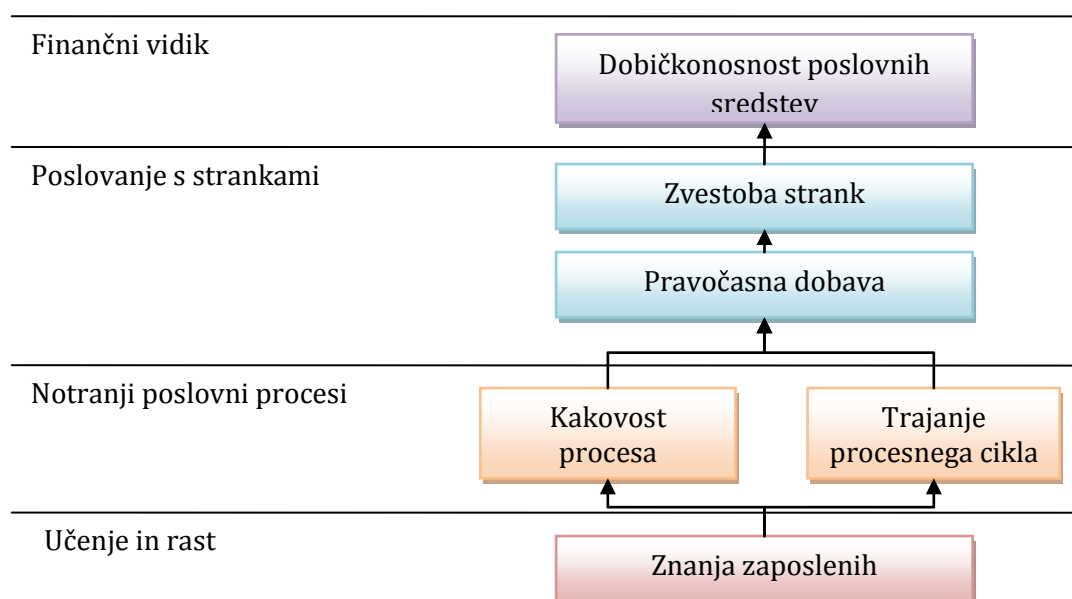 Finančni vidik
Dobičkonosnost poslovnih
sredstev
Poslovanje s strankami
Zvestoba strank
Pravočasna dobava
Notranji poslovni procesi
Kakovost
procesa
Trajanje
procesnega cikla
Učenje in rast
Znanja zaposlenih